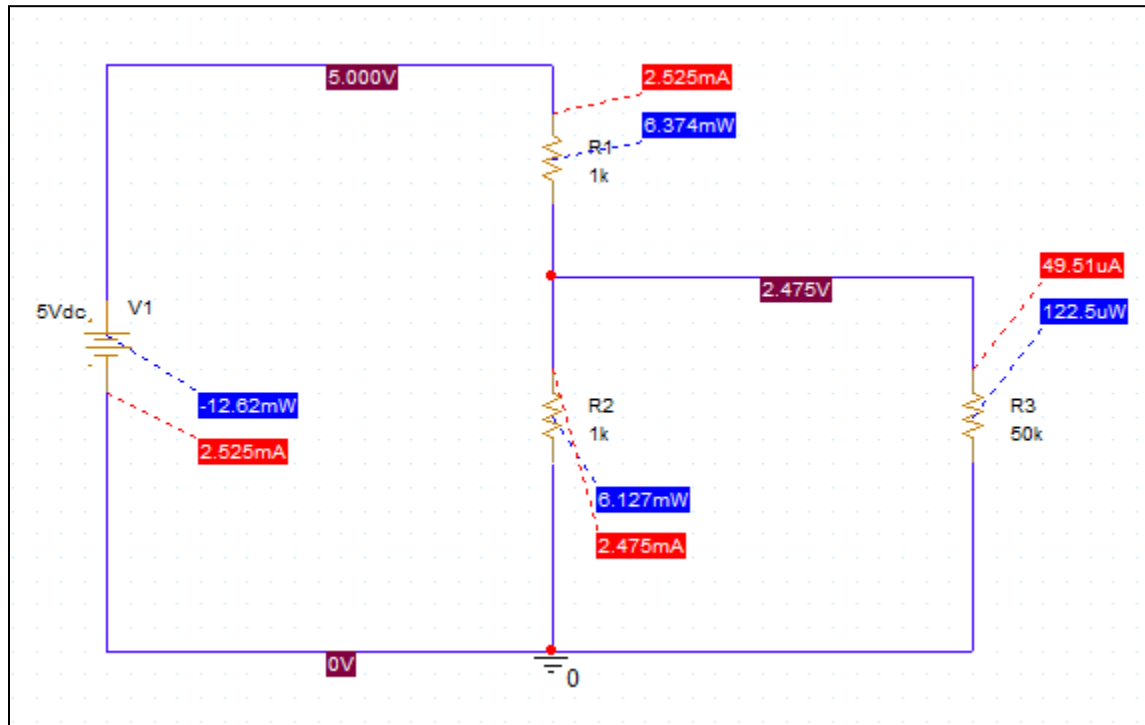 5.000V
2.525mA
6.374mW
R1
1k
49.51uA
122.5uW
2.475V
5Vdc
V1
-12.62mW
2.525mA
R2
1k
R3
50k
6.127mW
2.475mA
0V
0